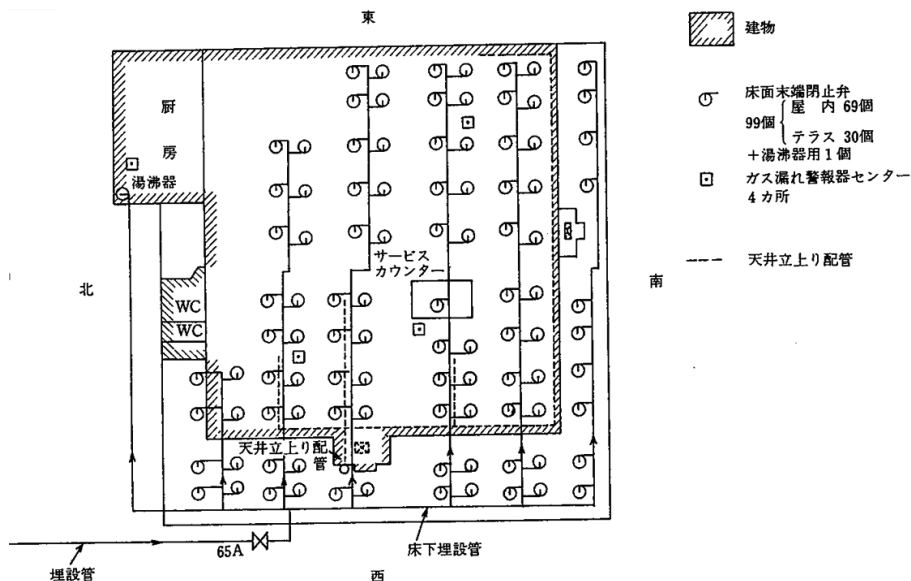 東
建物
厨
房
湯沸器
床面末端閉止弁
99個
屋 内 69個
テラス 30個
+湯沸器用1個
ガス漏れ警報器センター
4カ所
天井立上り配管
サービス
カウンター
北
南
WC
WC
天井立上り配
管
65A
埋設管
床下埋設管
西